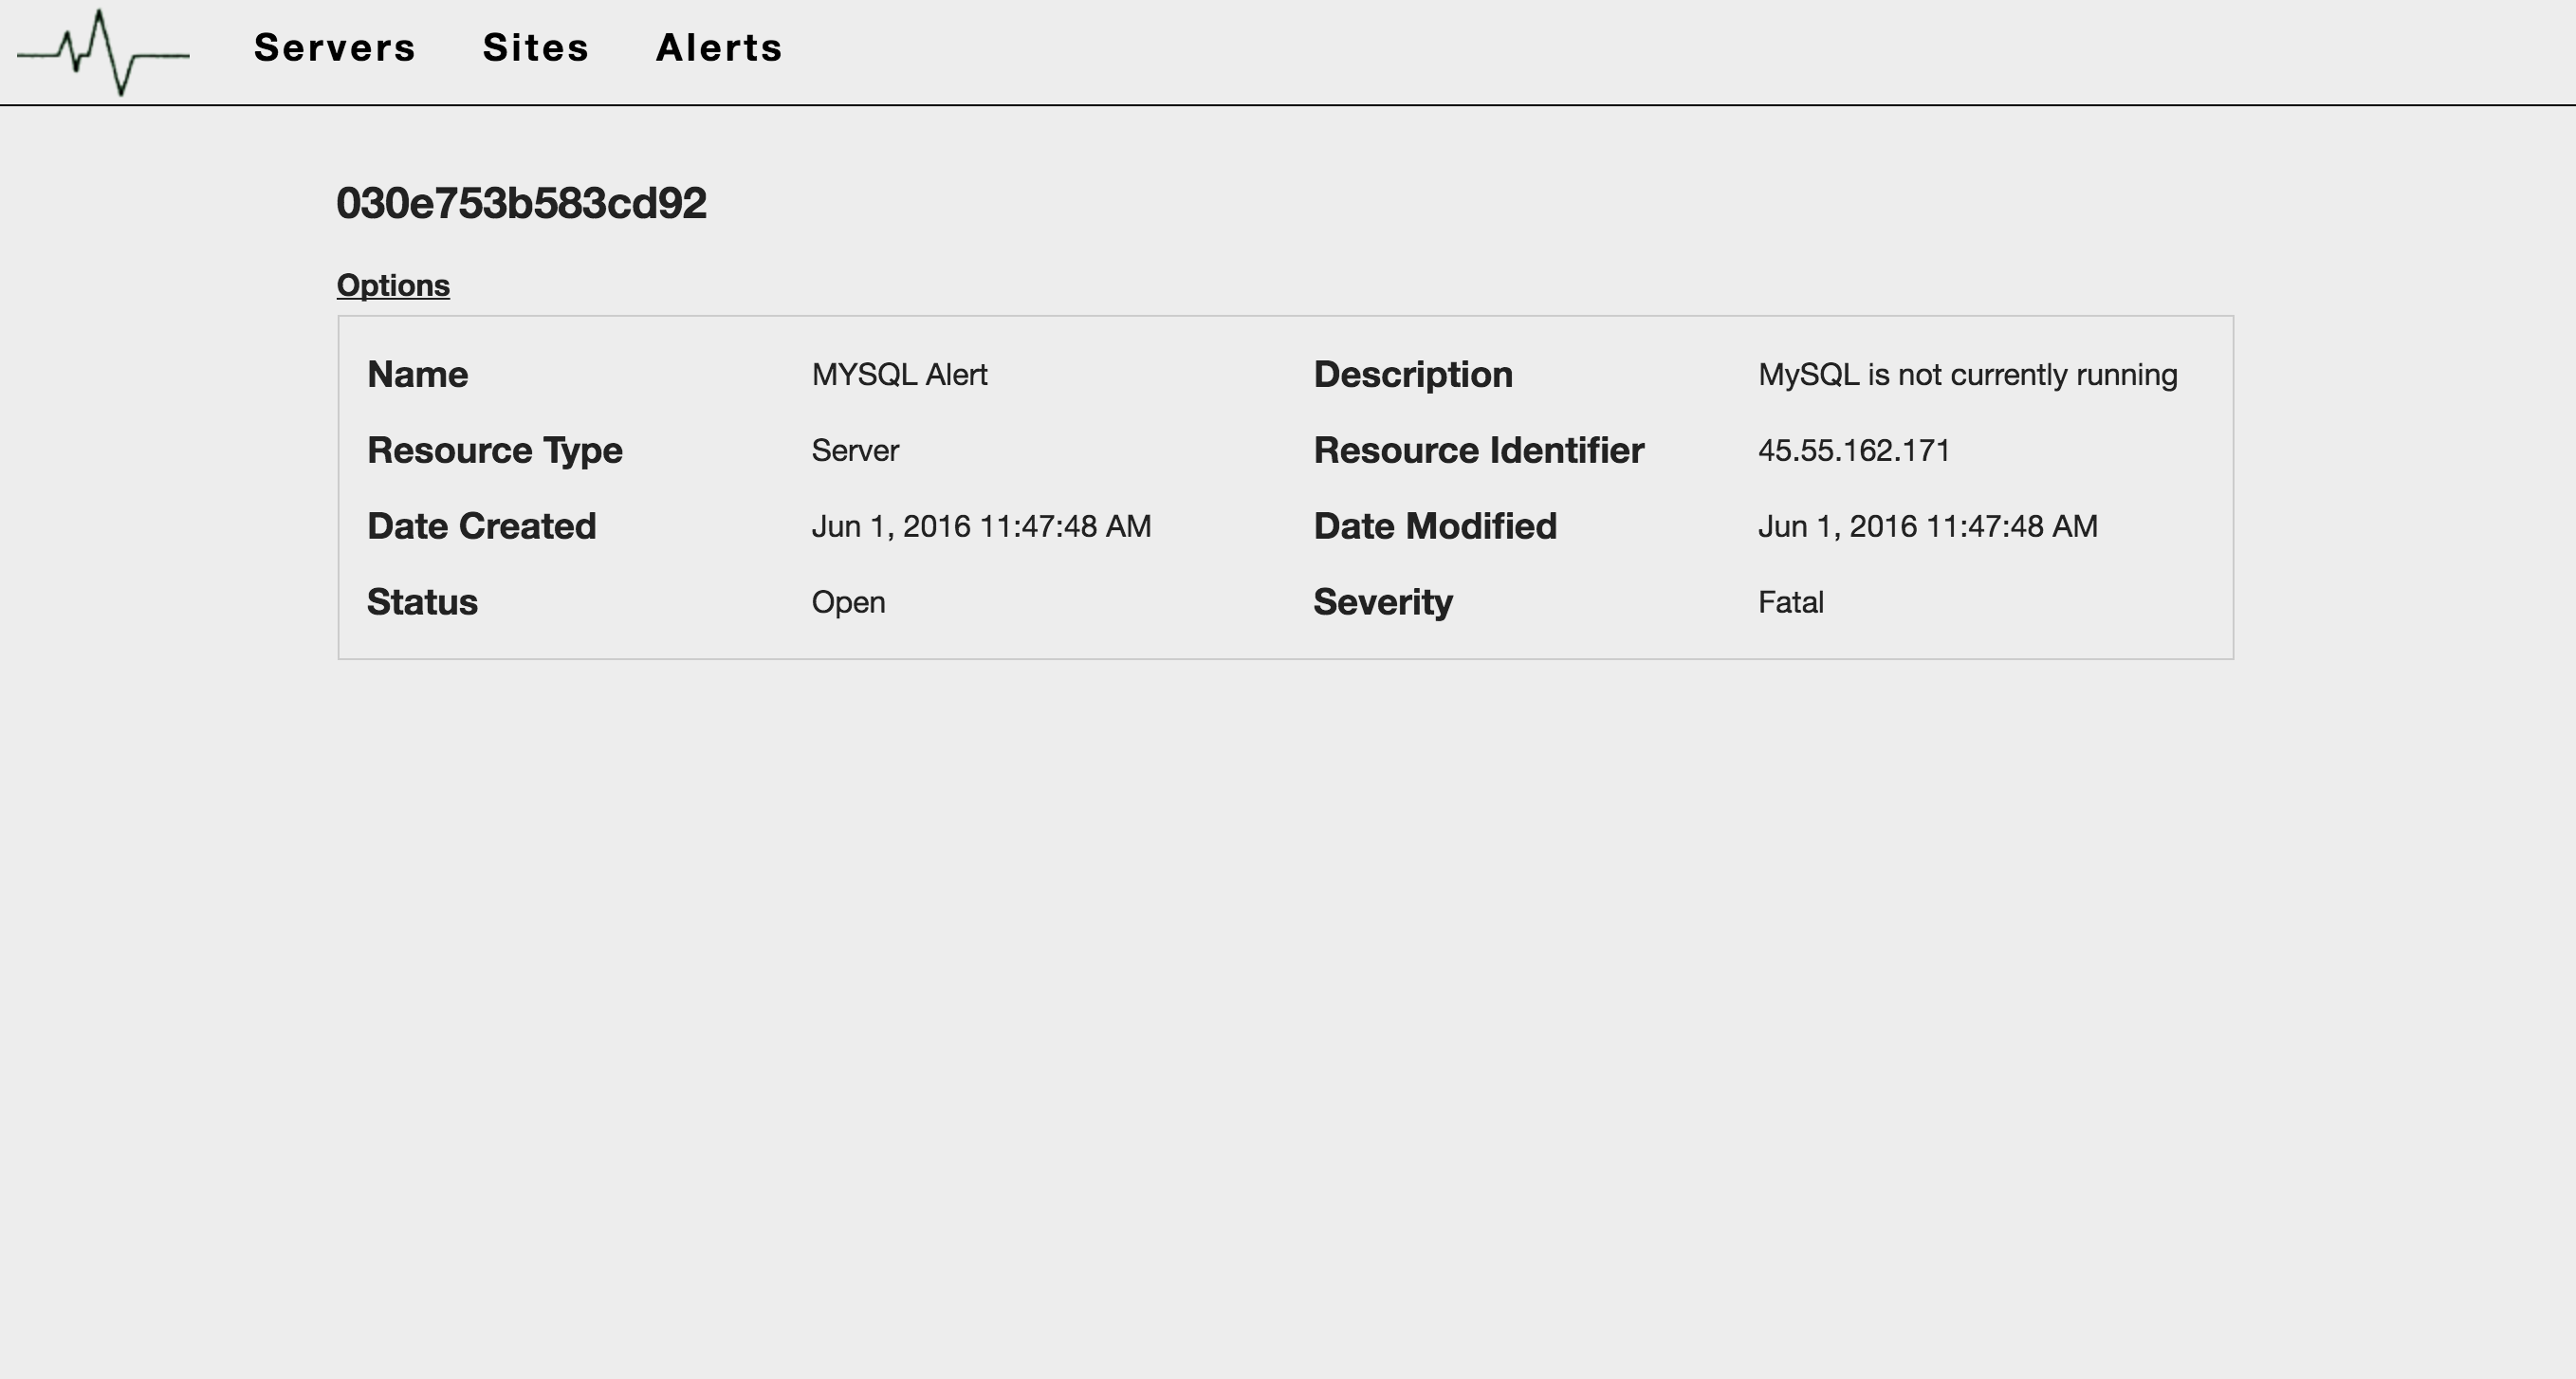 Servers Sites Alerts
030e753b583cd92
Options
Name MYSQL Alert Description MySQL is not currently running
Resource Type Server Resource Identifier 45.55.162.171
Date Created Jun 1, 2016 11:47:48 AM Date Modified Jun 1, 2016 11:47:48 AM
Status Open Severity Fatal